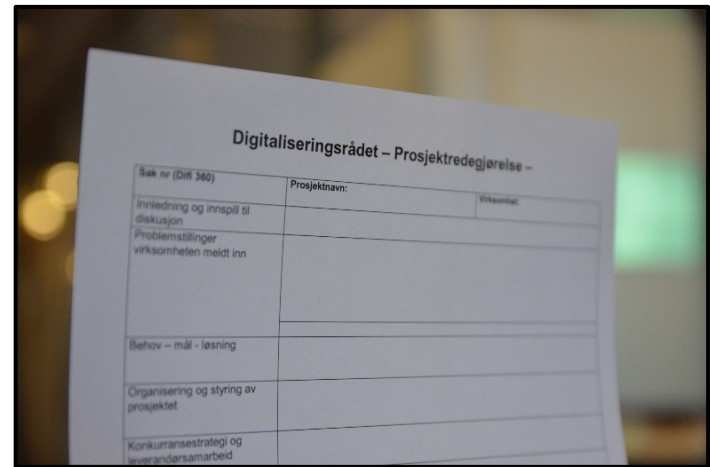 Digitaliseringsrådet – Prosjektredegjørelse –
Sak nr (Difi 360)
Prosjektnavn:
Virksomhet:
Innledning og innspill til
diskusjon
Problemstillinger
virksomheten meldt inn
Behov – mål - løsning
Organisering og styring av
prosjektet
Konkurransestrategi og
leverandørsamarbeid